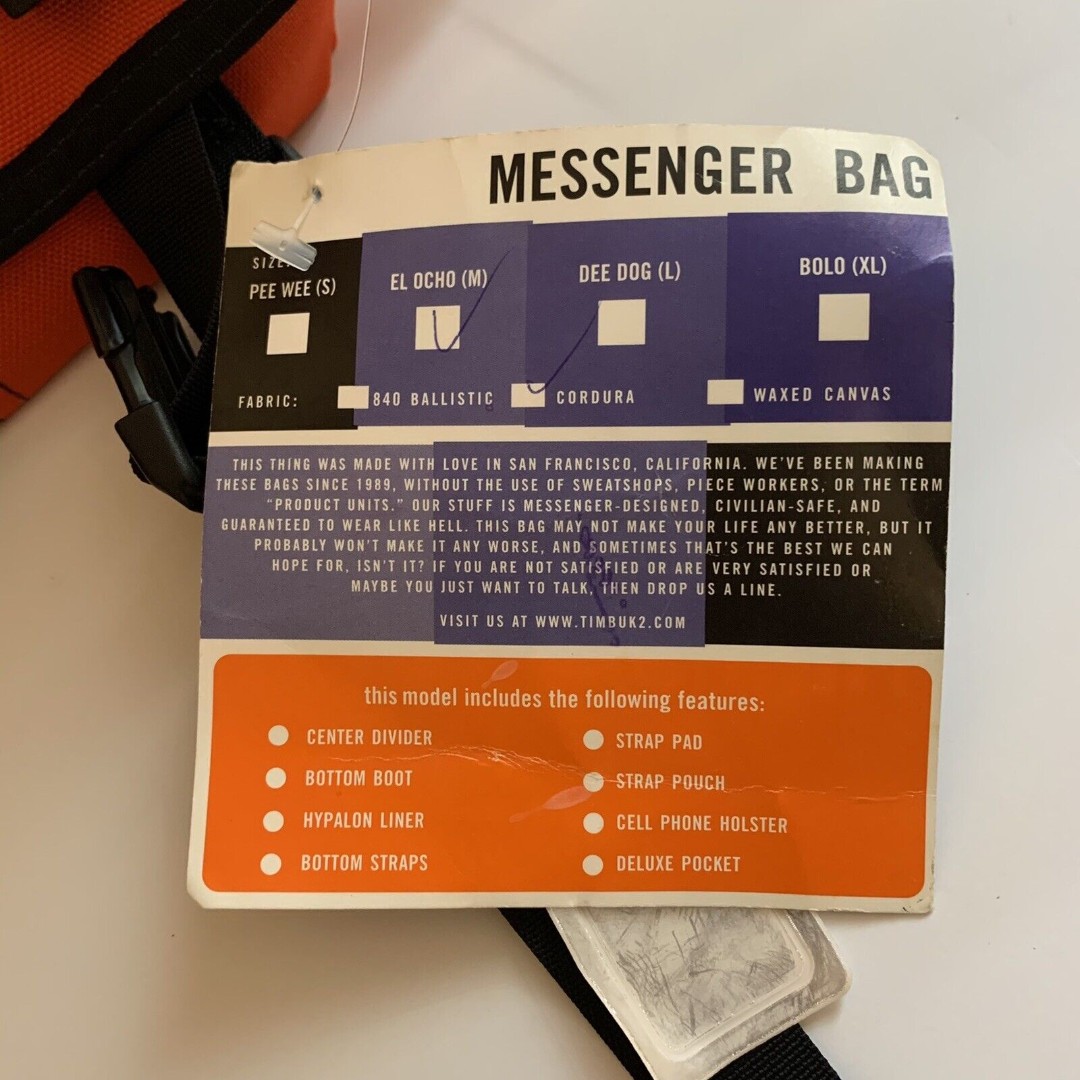 MESSENGER BAG
SIZE:
PEE WEE (S) EL OCHO (M) DEE DOG (L) BOLO (XL)
FABRIC: 840 BALLISTIC CORDURA WAXED CANVAS
THIS THING WAS MADE WITH LOVE IN SAN FRANCISCO, CALIFORNIA. WE'VE BEEN MAKING
THESE BAGS SINCE 1989, WITHOUT THE USE OF SWEATSHOPS, PIECE WORKERS, OR THE TERM
"PRODUCT UNITS." OUR STUFF IS MESSENGER-DESIGNED, CIVILIAN-SAFE, AND
GUARANTEED TO WEAR LIKE HELL. THIS BAG MAY NOT MAKE YOUR LIFE ANY BETTER, BUT IT
PROBABLY WON'T MAKE IT ANY WORSE, AND SOMETIMES THAT'S THE BEST WE CAN
HOPE FOR, ISN'T IT? IF YOU ARE NOT SATISFIED OR ARE VERY SATISFIED OR
MAYBE YOU JUST WANT TO TALK, THEN DROP US A LINE.
VISIT US AT WWW.TIMBUK2.COM
this model includes the following features:
CENTER DIVIDER
BOTTOM BOOT
HYPALON LINER
BOTTOM STRAPS
STRAP PAD
STRAP POUCH
CELL PHONE HOLSTER
DELUXE POCKET